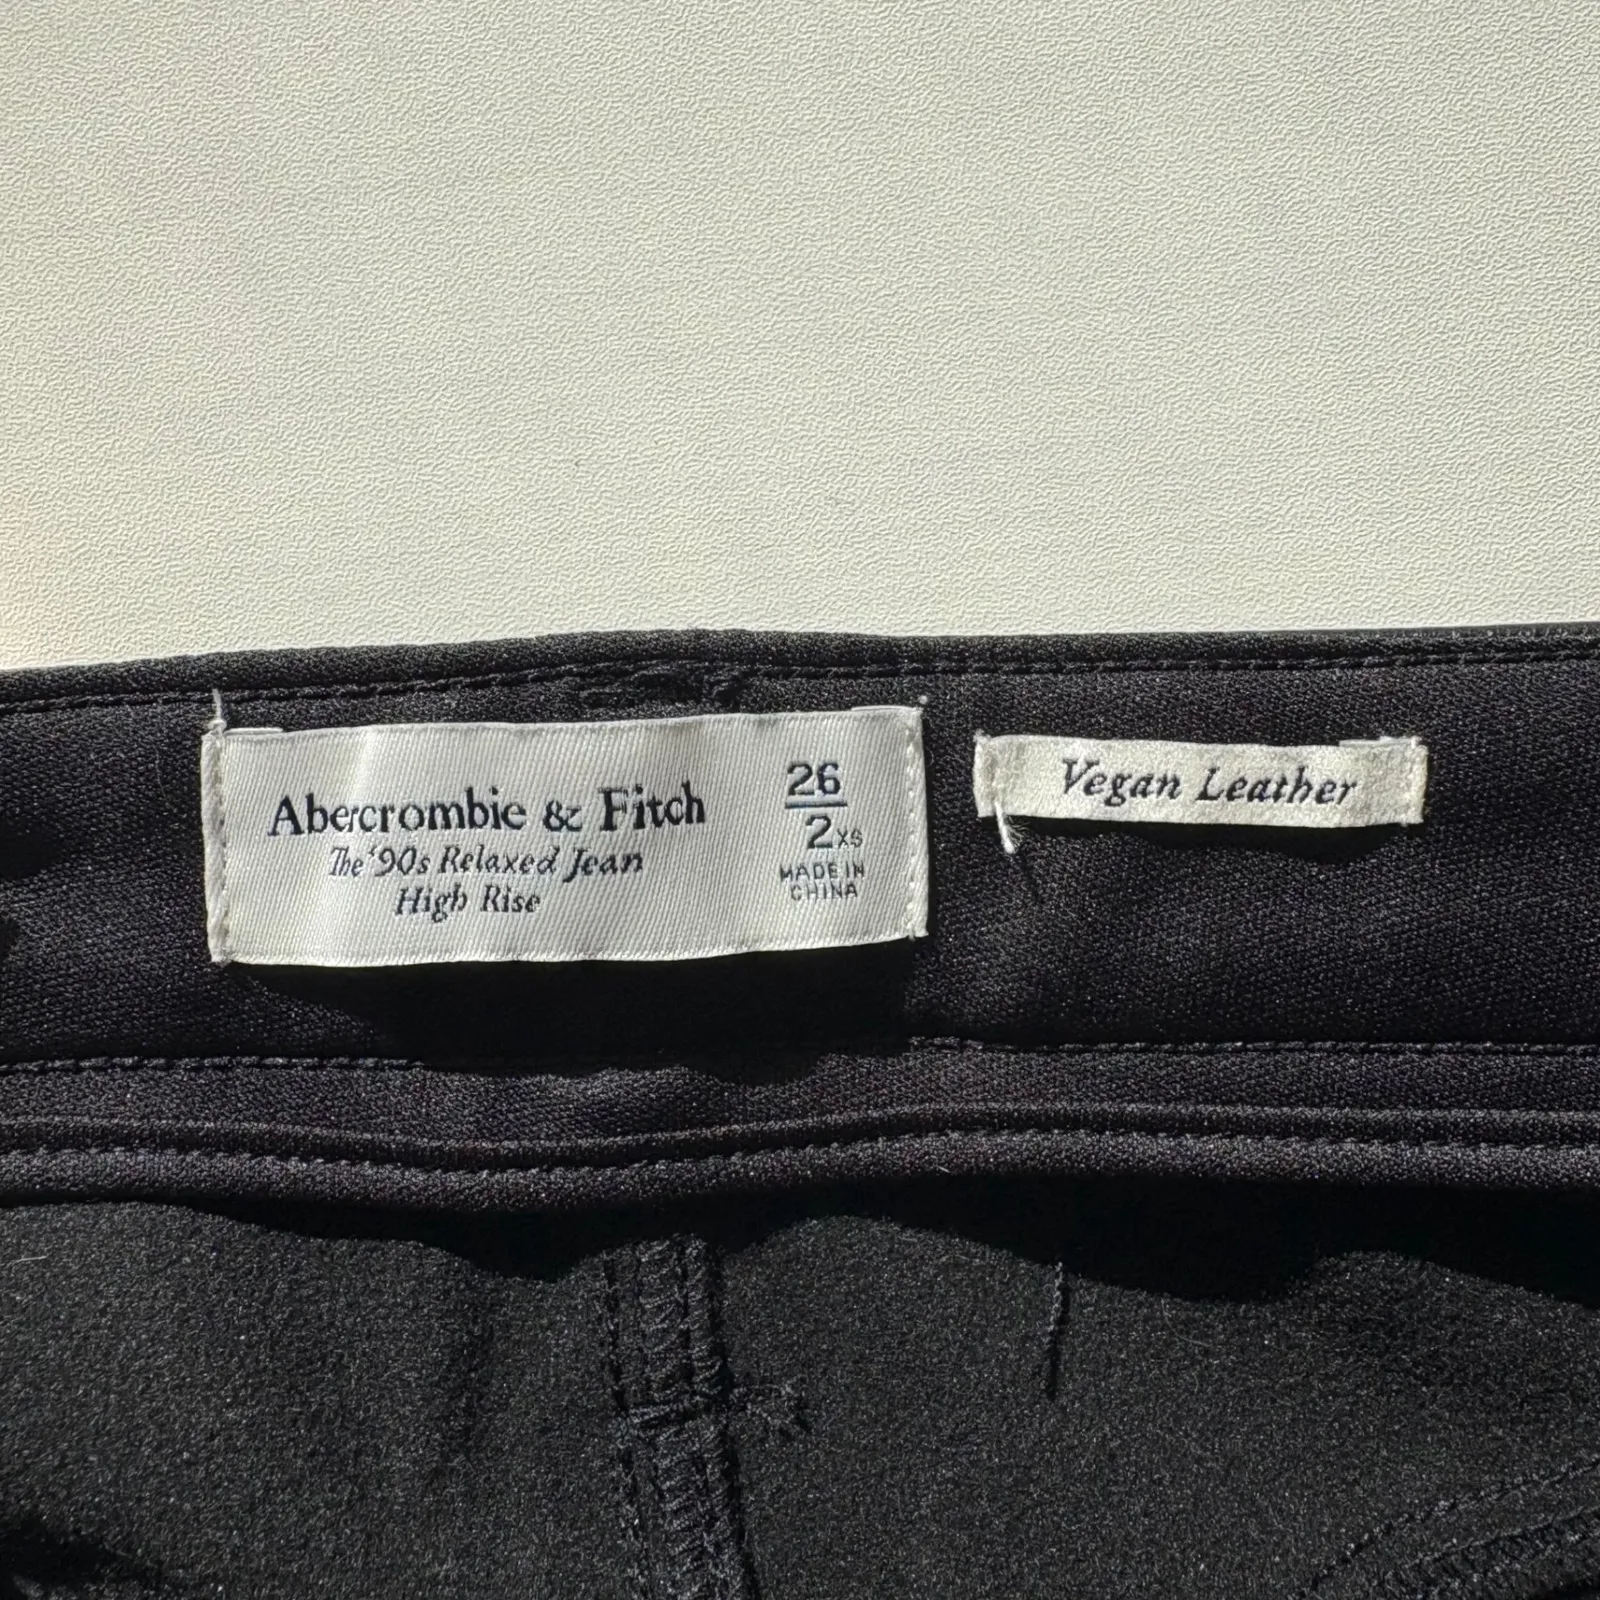 Abercrombie & Fitch
The '90s Relaxed Jean
High Rise
26
2XS
MADE IN
CHINA
Vegan Leather